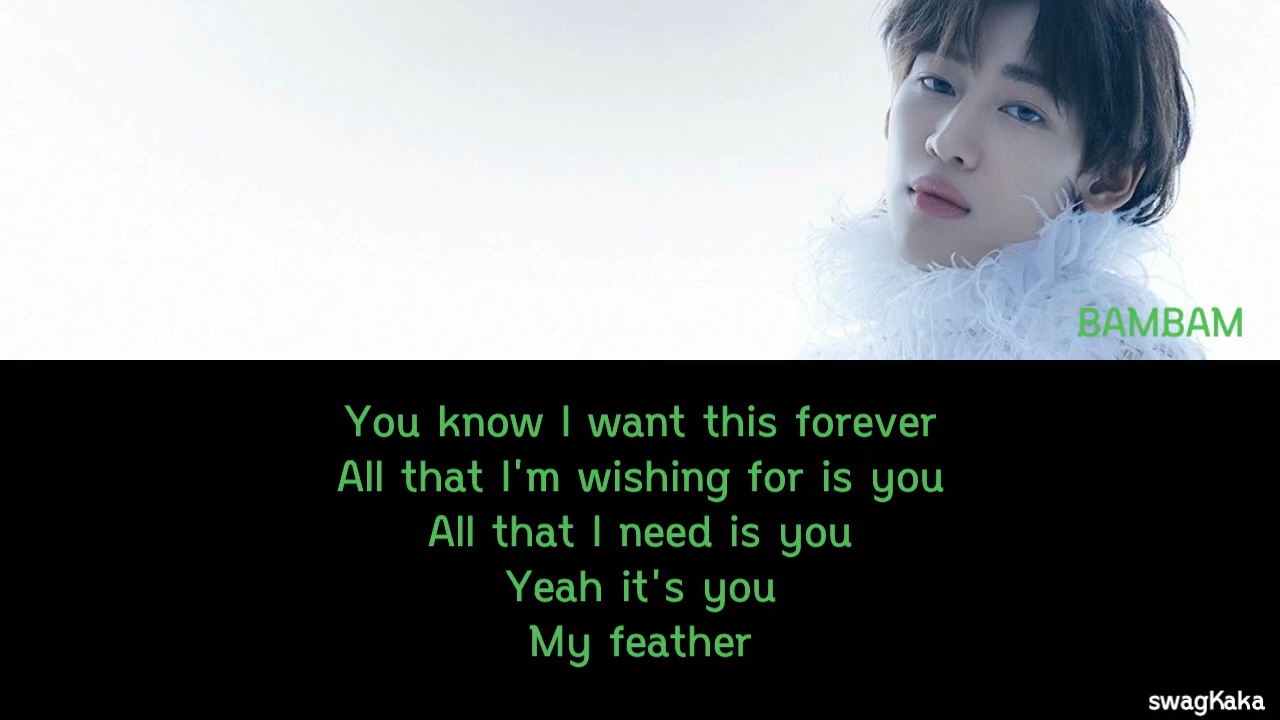 BAMBAM
You know I want this forever
All that I'm wishing for is you
All that I need is you
Yeah it's you
My feather
swagKaka